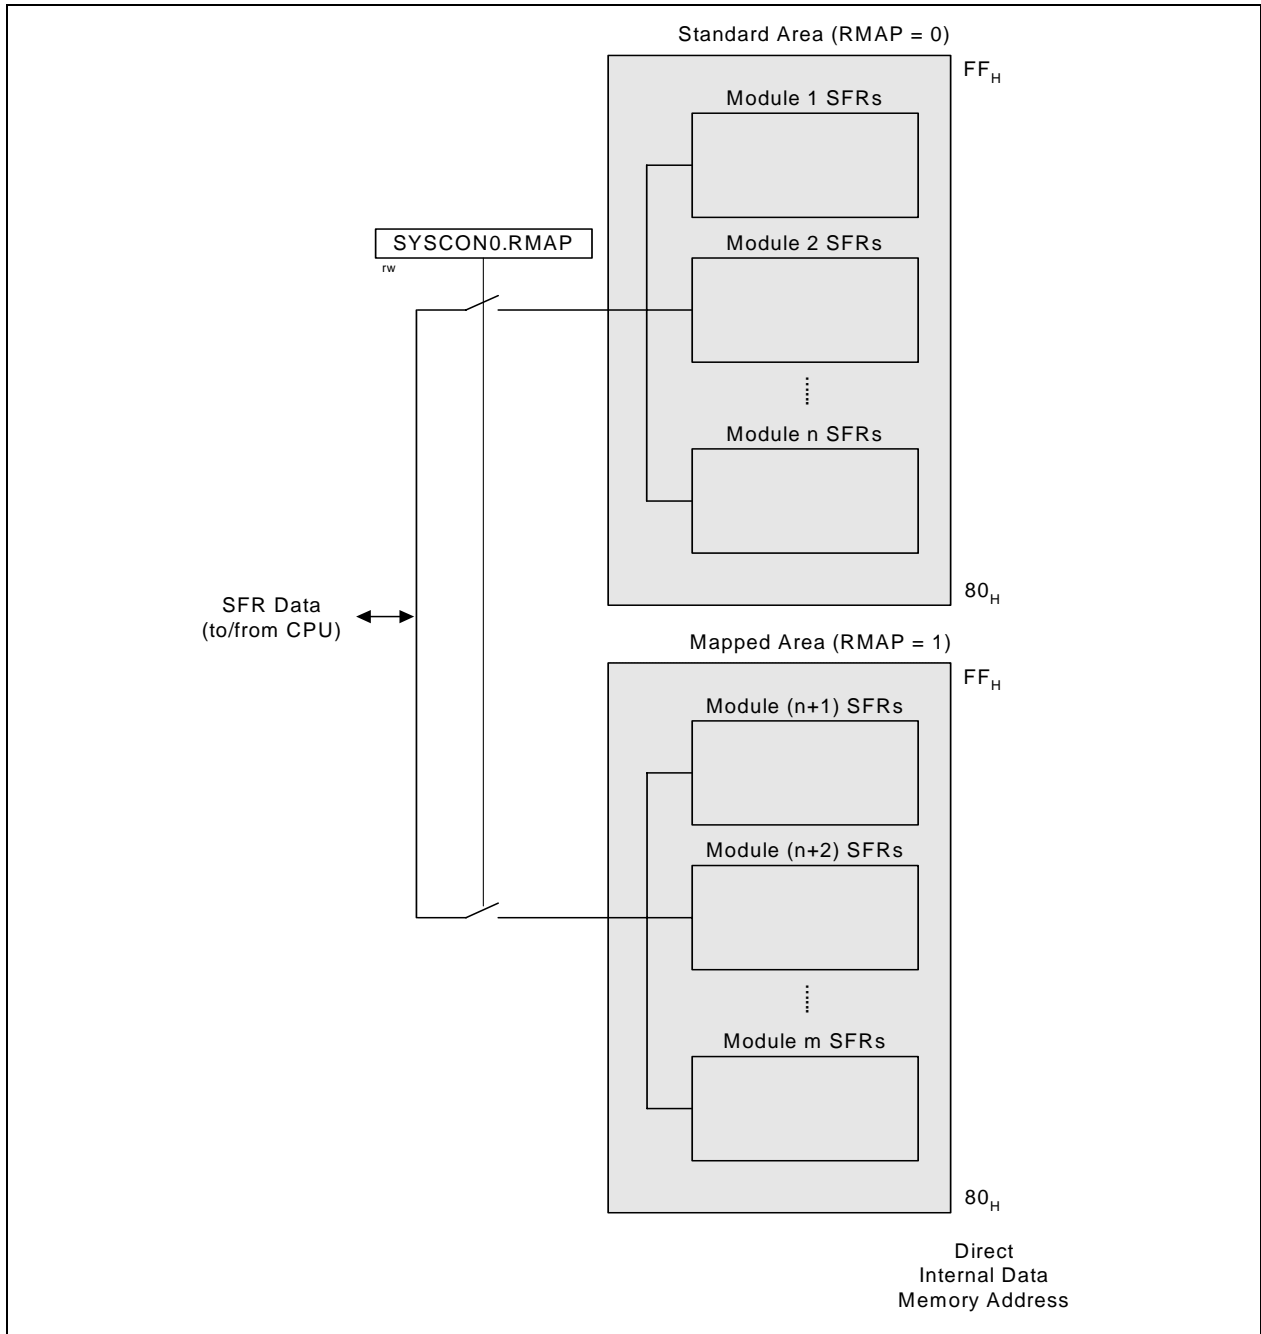 Standard Area (RMAP = 0)
FFH
Module 1 SFRs
SYSCON0.RMAP
rw
Module 2 SFRs
Module n SFRs
80H
SFR Data
(to/from CPU)
Mapped Area (RMAP = 1)
FFH
Module (n+1) SFRs
Module (n+2) SFRs
Module m SFRs
80H
Direct
Internal Data
Memory Address